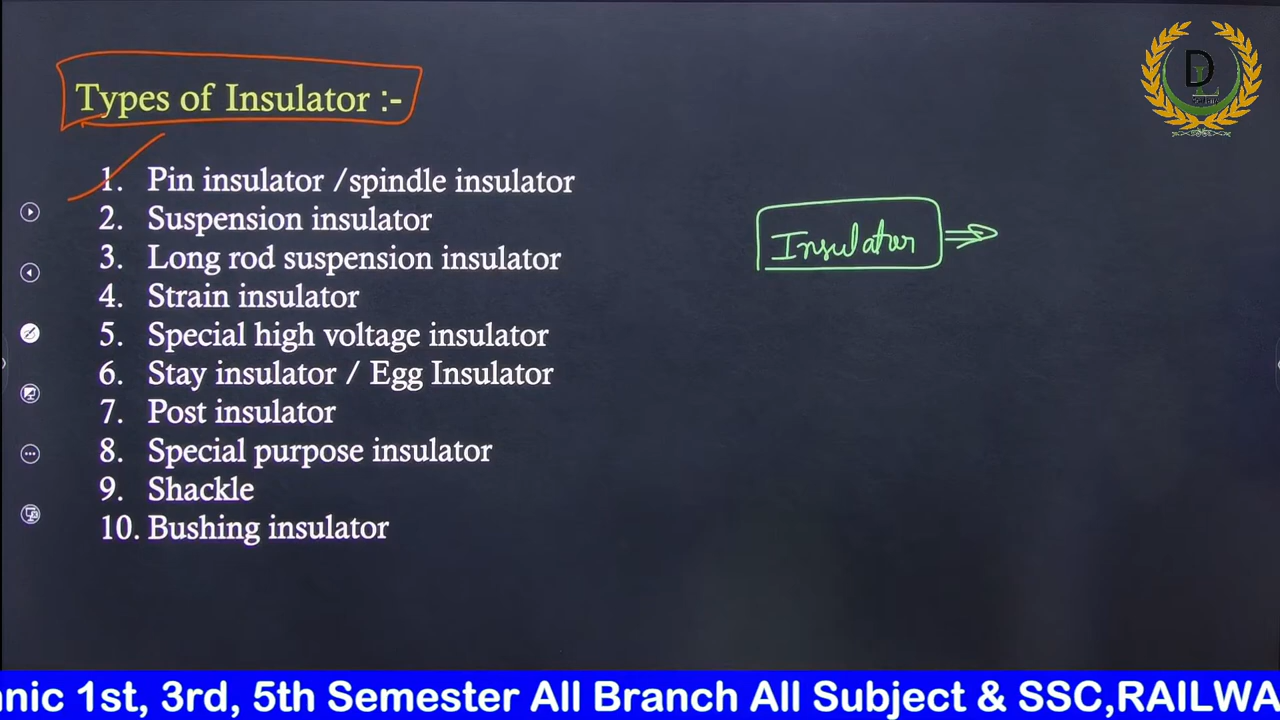 Types of Insulator :-
1. Pin insulator /spindle insulator
2. Suspension insulator
3. Long rod suspension insulator
4. Strain insulator
5. Special high voltage insulator
6. Stay insulator / Egg Insulator
7. Post insulator
8. Special purpose insulator
9. Shackle
10. Bushing insulator
Insulator
DL
nnic 1st, 3rd, 5th Semester All Branch All Subject & SSC,RAILWA